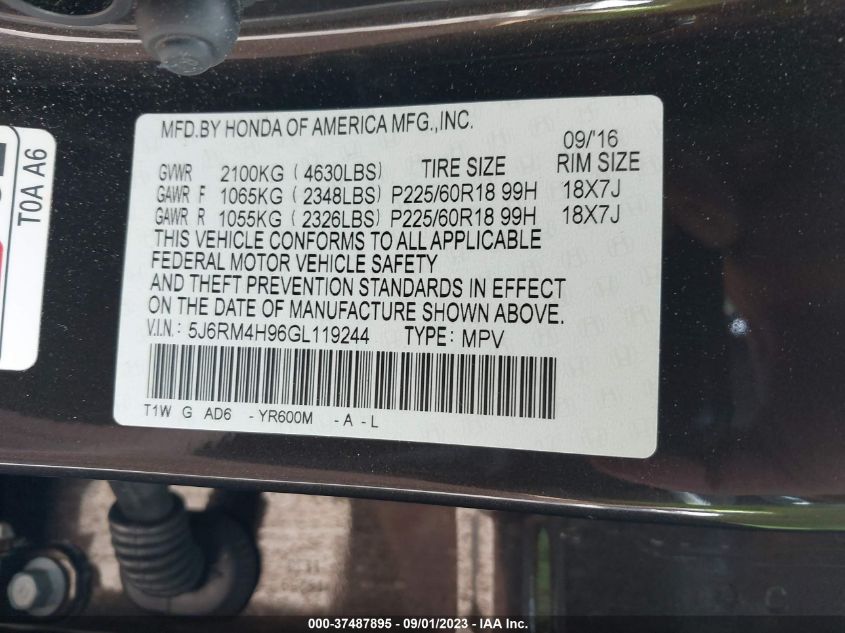 MFD.BY HONDA OF AMERICA MFG.,INC.
09/'16
GVWR 2100KG ( 4630LBS) TIRE SIZE RIM SIZE
GAWR F 1065KG ( 2348LBS) P225/60R18 99H 18X7J
GAWR R 1055KG ( 2326LBS) P225/60R18 99H 18X7J
THIS VEHICLE CONFORMS TO ALL APPLICABLE
FEDERAL MOTOR VEHICLE SAFETY
AND THEFT PREVENTION STANDARDS IN EFFECT
ON THE DATE OF MANUFACTURE SHOWN ABOVE.
V.I.N.: 5J6RM4H96GL119244 TYPE: MPV
T1W G AD6 -YR600M -A-L
T0A A6
000-37487895 - 09/01/2023 - IAA Inc.